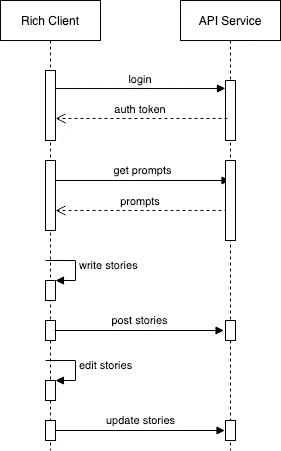 Rich Client
API Service
login
auth token
get prompts
prompts
write stories
post stories
edit stories
update stories